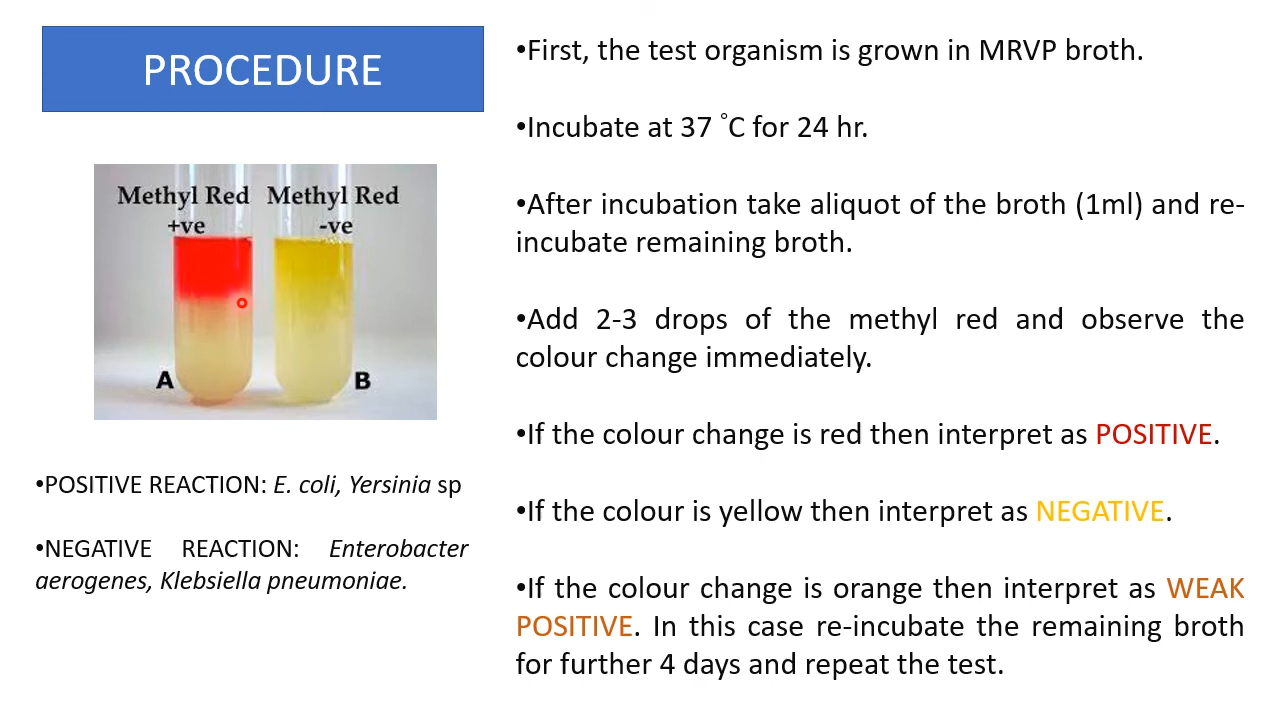 PROCEDURE
Methyl Red Methyl Red
+ve -ve
A B
•POSITIVE REACTION: E. coli, Yersinia sp
•NEGATIVE REACTION: Enterobacter
aerogenes, Klebsiella pneumoniae.
•First, the test organism is grown in MRVP broth.
•Incubate at 37 °C for 24 hr.
•After incubation take aliquot of the broth (1ml) and re-
incubate remaining broth.
•Add 2-3 drops of the methyl red and observe the
colour change immediately.
•If the colour change is red then interpret as POSITIVE.
•If the colour is yellow then interpret as NEGATIVE.
•If the colour change is orange then interpret as WEAK
POSITIVE. In this case re-incubate the remaining broth
for further 4 days and repeat the test.